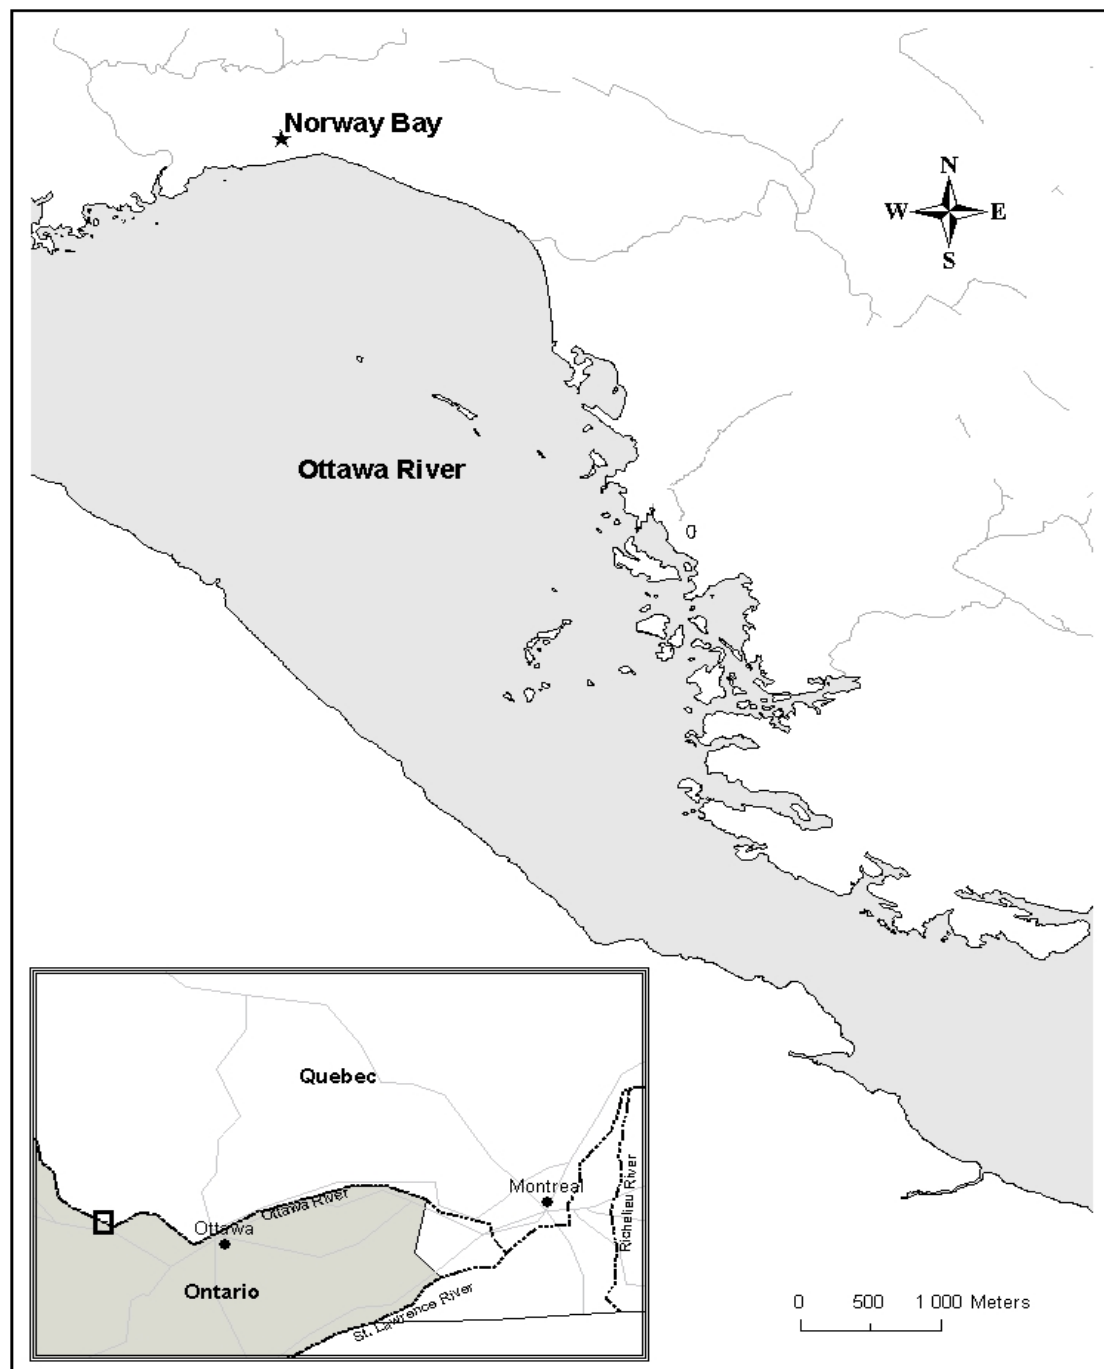 Norway Bay
N
W E
S
Ottawa River
Quebec
Montreal
Ottawa River
Richelieu River
Ottawa
Ontario
St. Lawrence River
0 500 1 000 Meters